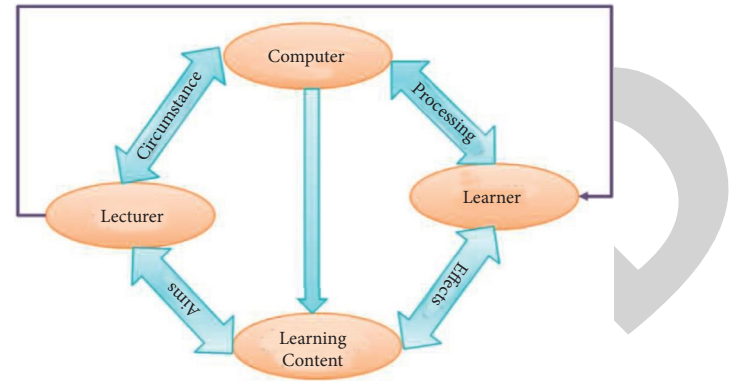 Computer
Circumstance
Processing
Lecturer
Learner
Aims
Effects
Learning
Content